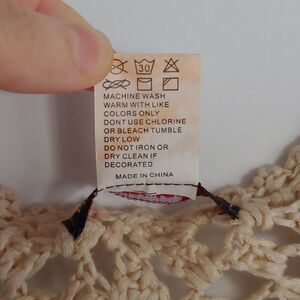 30
MACHINE WASH
WARM WITH LIKE
COLORS ONLY
DONT USE CHLORINE
OR BLEACH TUMBLE
DRY LOW
DO NOT IRON OR
DRY CLEAN IF
DECORATED
MADE IN CHINA